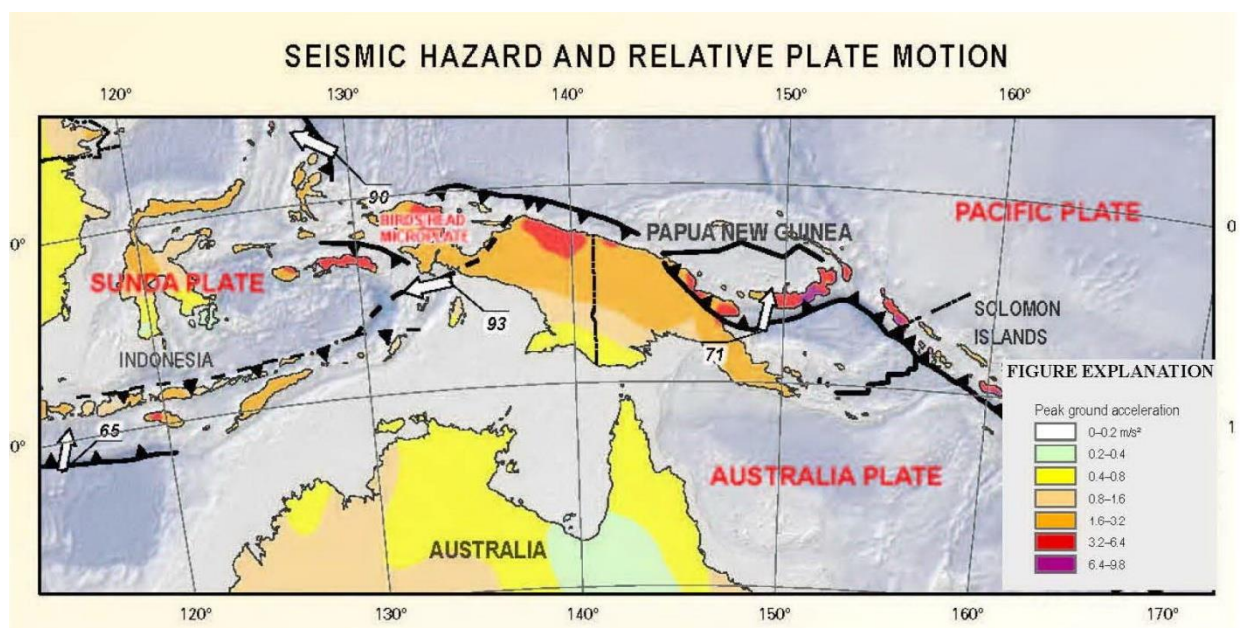 SEISMIC HAZARD AND RELATIVE PLATE MOTION
120° 130° 140° 150° 160°
90
BIRD'S HEAD
MICROPLATE
PACIFIC PLATE
PAPUA NEW GUINEA
0° 0
SUNDA PLATE
93
SOLOMON
ISLANDS
INDONESIA
71
FIGURE EXPLANATION
Peak ground acceleration
0–0.2 m/s²
0.2–0.4
0.4–0.8
0.8–1.6
1.6–3.2
3.2–6.4
6.4–9.8
65
0° 1
AUSTRALIA PLATE
AUSTRALIA
120° 130° 140° 150° 160° 170°